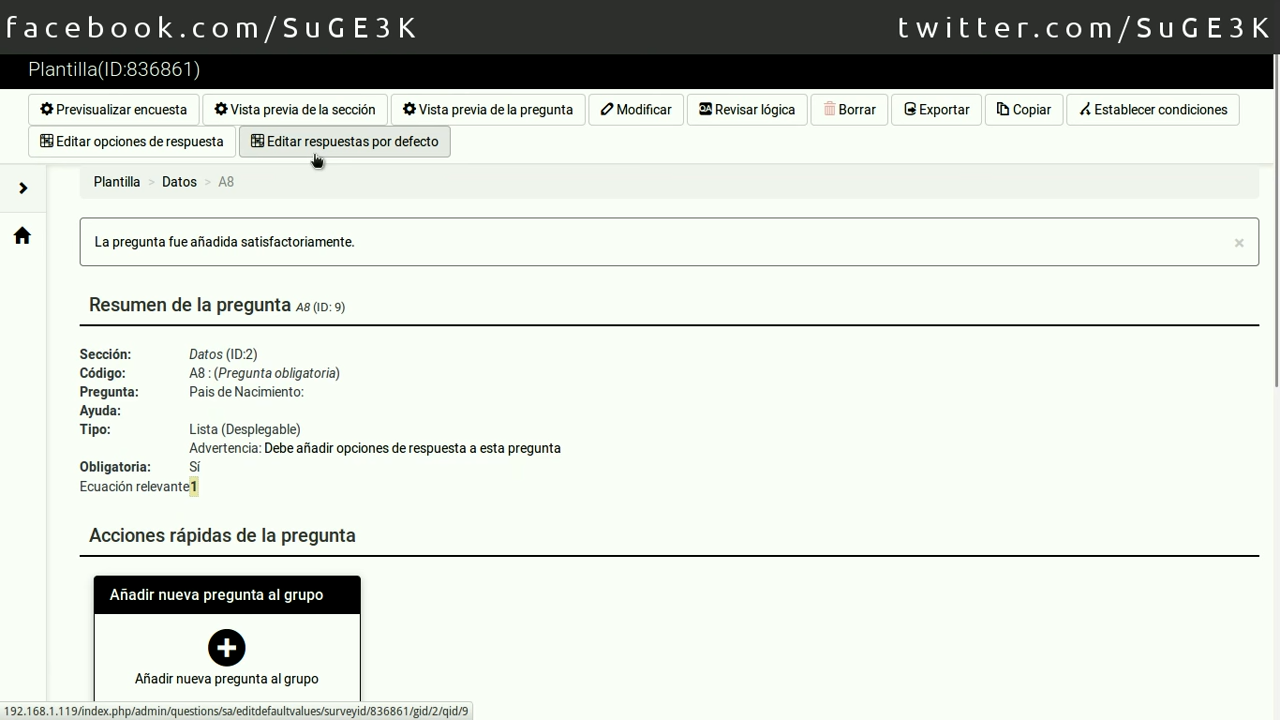 facebook.com/SuGE3K
twitter.com/SuGE3K
Plantilla(ID:836861)
Previsualizar encuesta
Vista previa de la sección
Vista previa de la pregunta
Modificar
Revisar lógica
Borrar
Exportar
Copiar
Establecer condiciones
Editar opciones de respuesta
Editar respuestas por defecto
Plantilla > Datos > A8
La pregunta fue añadida satisfactoriamente. ×
Resumen de la pregunta A8 (ID: 9)
Sección: Datos (ID:2)
Código: A8 : (Pregunta obligatoria)
Pregunta: Pais de Nacimiento:
Ayuda:
Tipo: Lista (Desplegable)
Advertencia: Debe añadir opciones de respuesta a esta pregunta
Obligatoria: Sí
Ecuación relevante1
Acciones rápidas de la pregunta
Añadir nueva pregunta al grupo
Añadir nueva pregunta al grupo
192.168.1.119/index.php/admin/questions/sa/editdefaultvalues/surveyid/836861/gid/2/qid/9